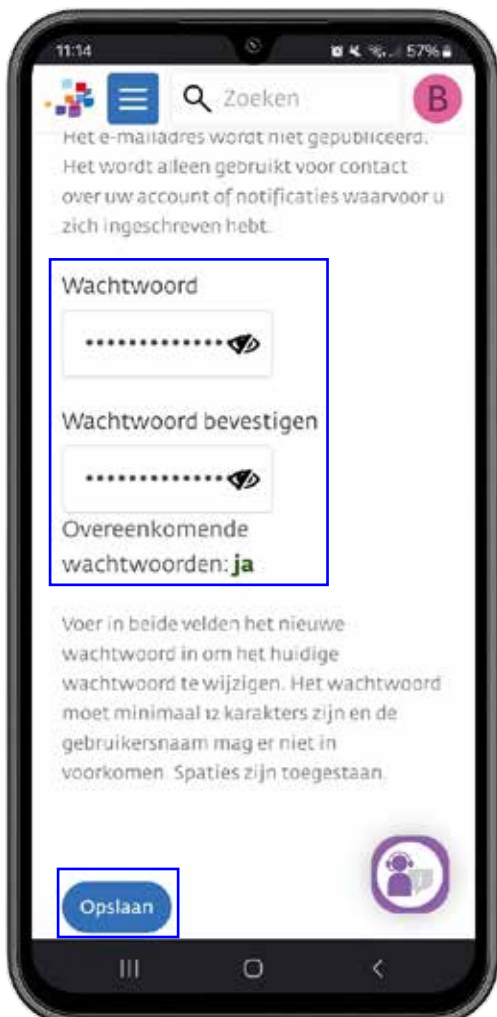 11:14
57%
Zoeken
B
Het e-mailadres wordt niet gepubliceerd.
Het wordt alleen gebruikt voor contact
over uw account of notificaties waarvoor u
zich ingeschreven hebt.
Wachtwoord
Wachtwoord bevestigen
Overeenkomende
wachtwoorden: ja
Voer in beide velden het nieuwe
wachtwoord in om het huidige
wachtwoord te wijzigen. Het wachtwoord
moet minimaal 12 karakters zijn en de
gebruikersnaam mag er niet in
voorkomen. Spaties zijn toegestaan.
Opslaan